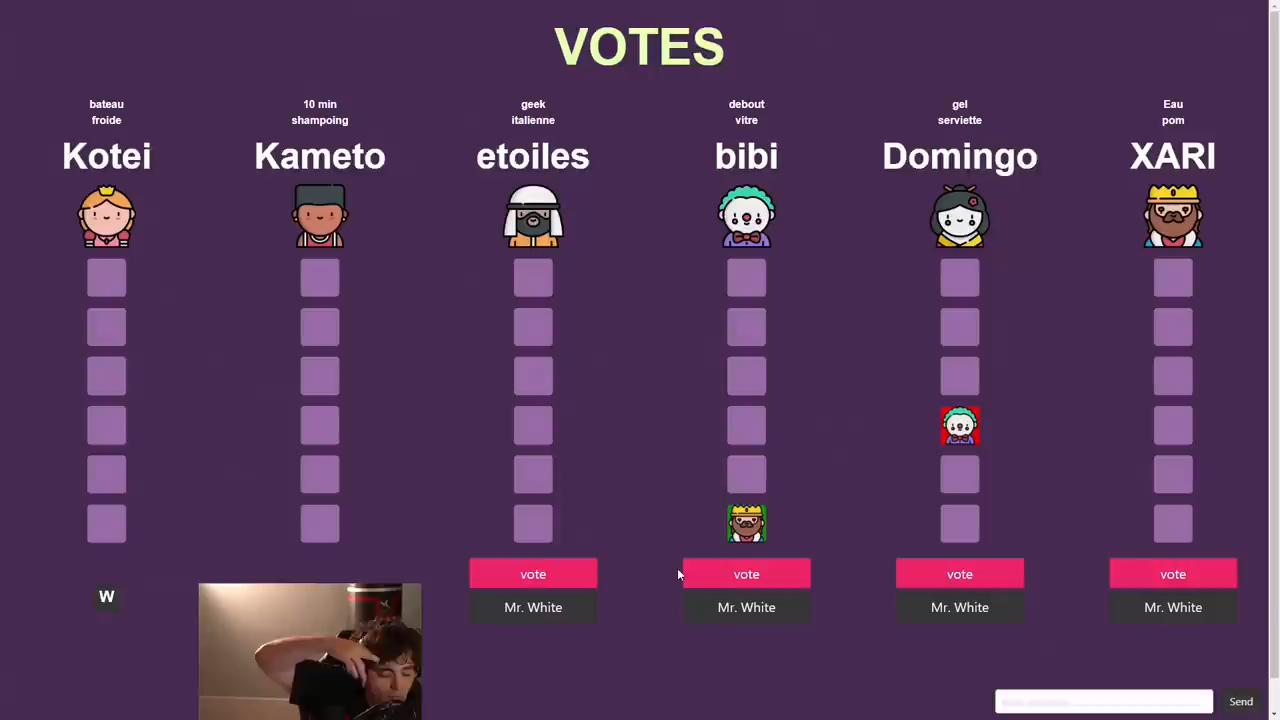 VOTES
bateau
froide
Kotei
10 min
shampoing
Kameto
geek
italienne
etoiles
debout
vitre
bibi
gel
serviette
Domingo
Eau
pom
XARI
vote
vote
vote
vote
W
Mr. White
Mr. White
Mr. White
Mr. White
Send